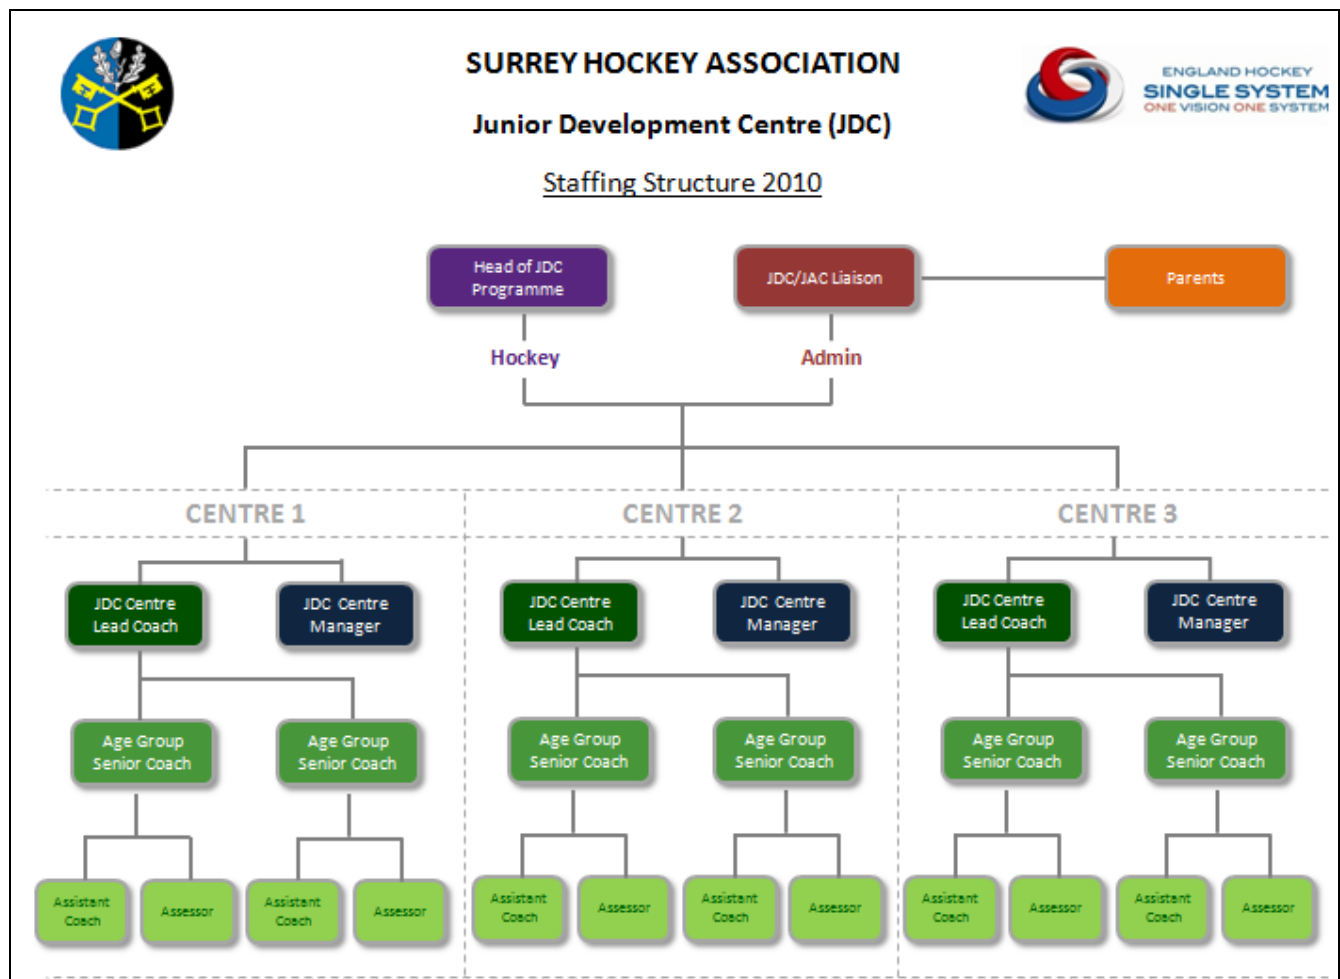 SURREY HOCKEY ASSOCIATION
Junior Development Centre (JDC)
Staffing Structure 2010
ENGLAND HOCKEY
SINGLE SYSTEM
ONE VISION ONE SYSTEM
Head of JDC
Programme
JDC/JAC Liaison
Parents
Hockey
Admin
CENTRE 1
CENTRE 2
CENTRE 3
JDC Centre
Lead Coach
JDC Centre
Manager
JDC Centre
Lead Coach
JDC Centre
Manager
JDC Centre
Lead Coach
JDC Centre
Manager
Age Group
Senior Coach
Age Group
Senior Coach
Age Group
Senior Coach
Age Group
Senior Coach
Age Group
Senior Coach
Age Group
Senior Coach
Assistant
Coach
Assessor
Assistant
Coach
Assessor
Assistant
Coach
Assessor
Assistant
Coach
Assessor
Assistant
Coach
Assessor
Assistant
Coach
Assessor